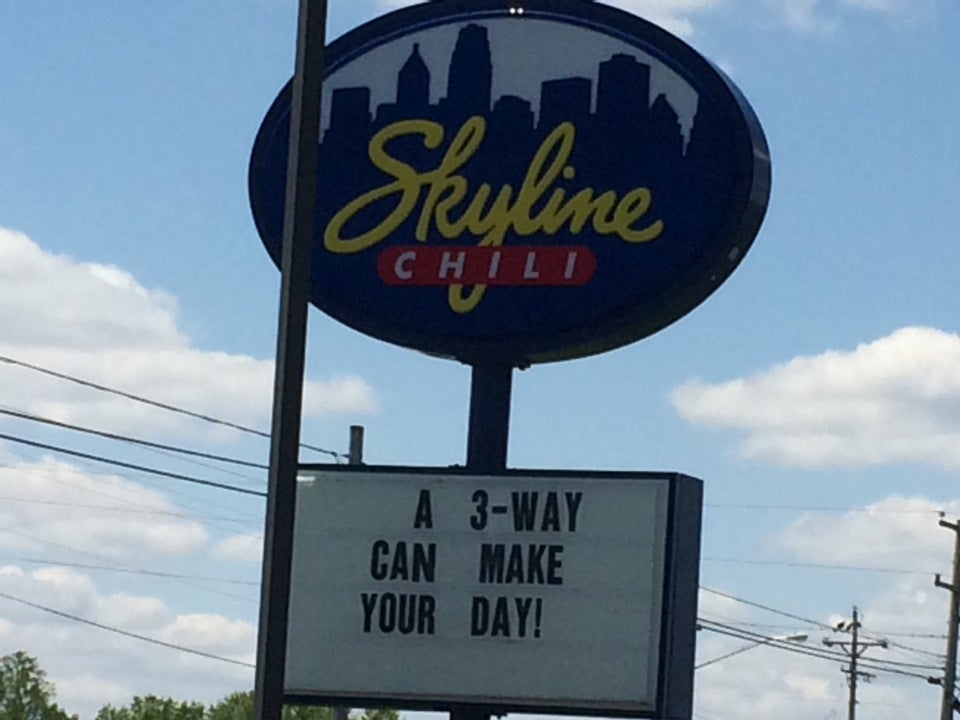 Skyline
CHILI
A 3-WAY
CAN MAKE
YOUR DAY!